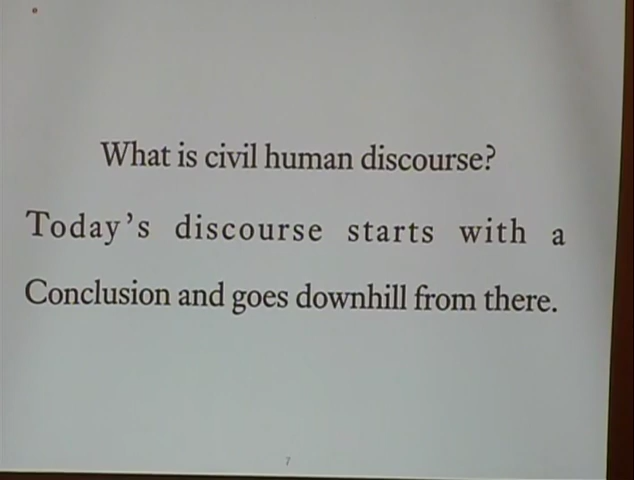 What is civil human discourse?
Today's discourse starts with a
Conclusion and goes downhill from there.
7